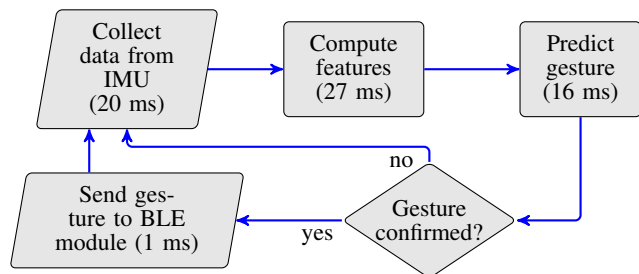 Collect
data from
IMU
(20 ms)
Compute
features
(27 ms)
Predict
gesture
(16 ms)
no
Gesture
confirmed?
yes
Send ges-
ture to BLE
module (1 ms)